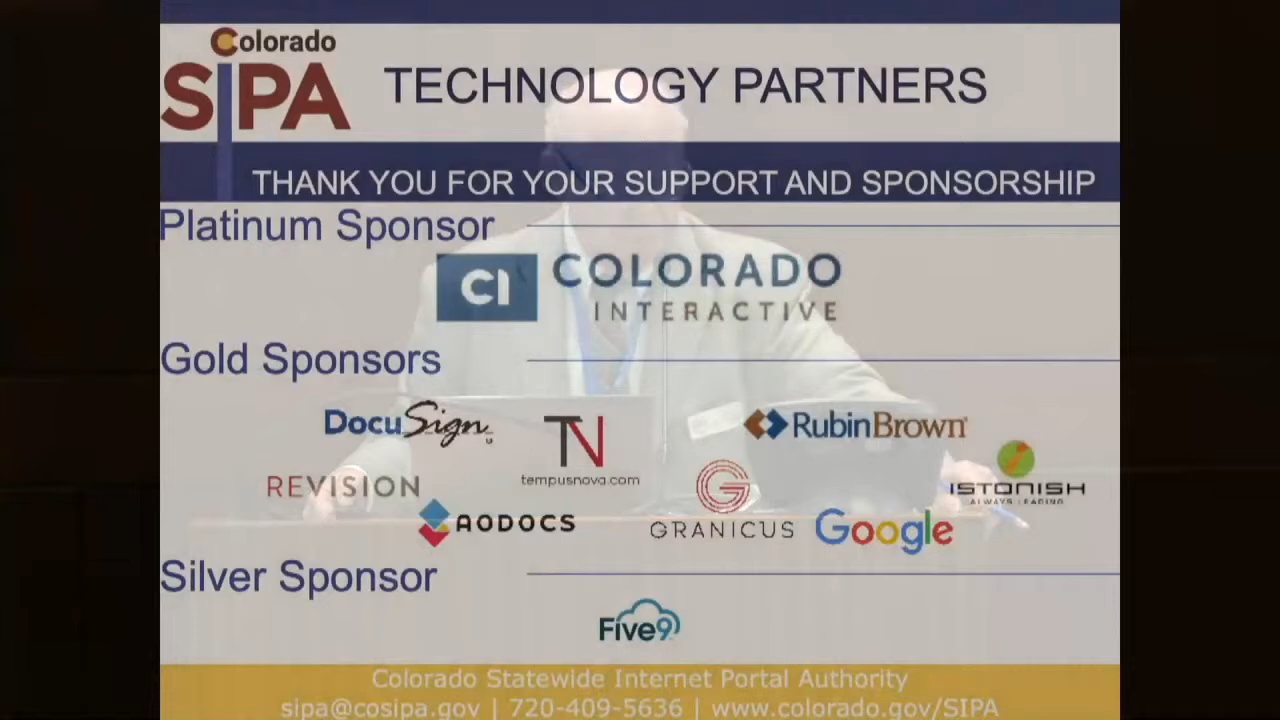 Colorado
SIPA
TECHNOLOGY PARTNERS
THANK YOU FOR YOUR SUPPORT AND SPONSORSHIP
Platinum Sponsor
CI
COLORADO
INTERACTIVE
Gold Sponsors
DocuSign
TN
tempusnova.com
RubinBrown
REVISION
AODOCS
G
GRANICUS
Google
i
ISTONISH
ALWAYS LEADING
Silver Sponsor
Five9
Colorado Statewide Internet Portal Authority
sipa@cosipa.gov | 720-409-5636 | www.colorado.gov/SIPA